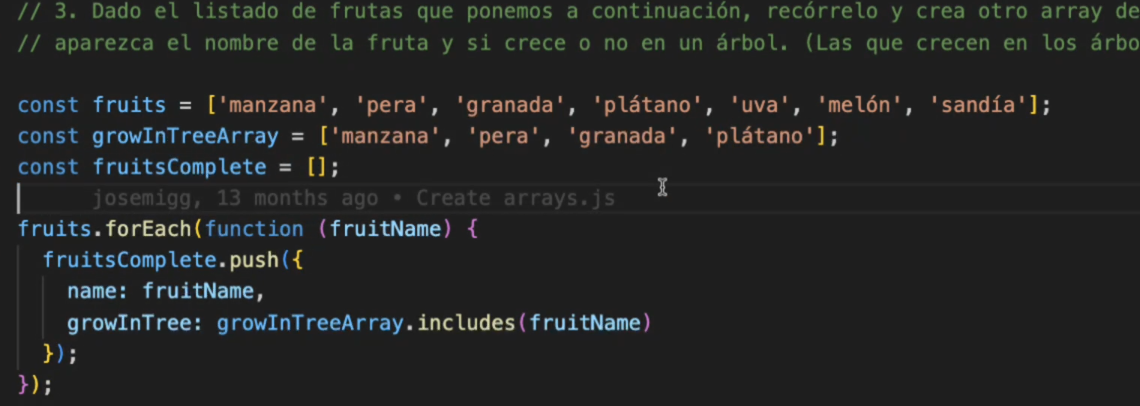 // 3. Dado el listado de frutas que ponemos a continuación, recórrelo y crea otro array de
// aparezca el nombre de la fruta y si crece o no en un árbol. (Las que crecen en los árbo
const fruits = ['manzana', 'pera', 'granada', 'plátano', 'uva', 'melón', 'sandía'];
const growInTreeArray = ['manzana', 'pera', 'granada', 'plátano'];
const fruitsComplete = [];
josemigg, 13 months ago • Create arrays.js
fruits.forEach(function (fruitName) {
  fruitsComplete.push({
    name: fruitName,
    growInTree: growInTreeArray.includes(fruitName)
  });
});